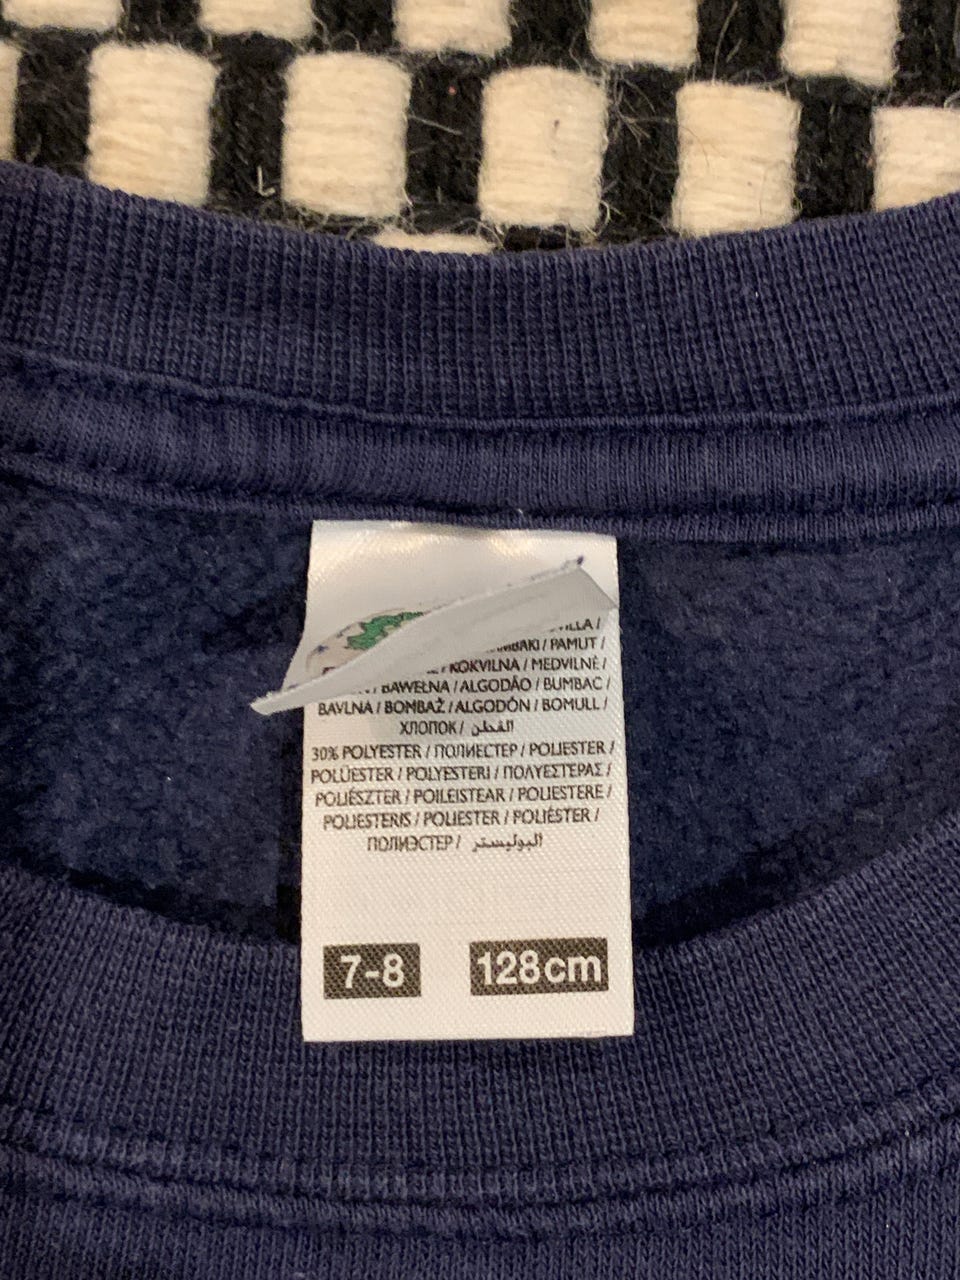 PAMUT /
KOKVILNA / MEDVILNĖ /
/ BAWEŁNA / ALGODÃO / BUMBAC /
BAVLNA / BOMBAŽ / ALGODÓN / BOMULL /
ХЛОПОК / القطن
30% POLYESTER / ПОЛИЕСТЕР / POLIESTER /
POLÜESTER / POLYESTERI / ΠΟΛΥΕΣΤΕΡΑΣ /
POLIÉSZTER / POILEISTEAR / POLIESTERE /
POLIESTERIS / POLIESTER / POLIÉSTER /
ПОЛИЭСТЕР / البوليستر
7-8 128cm